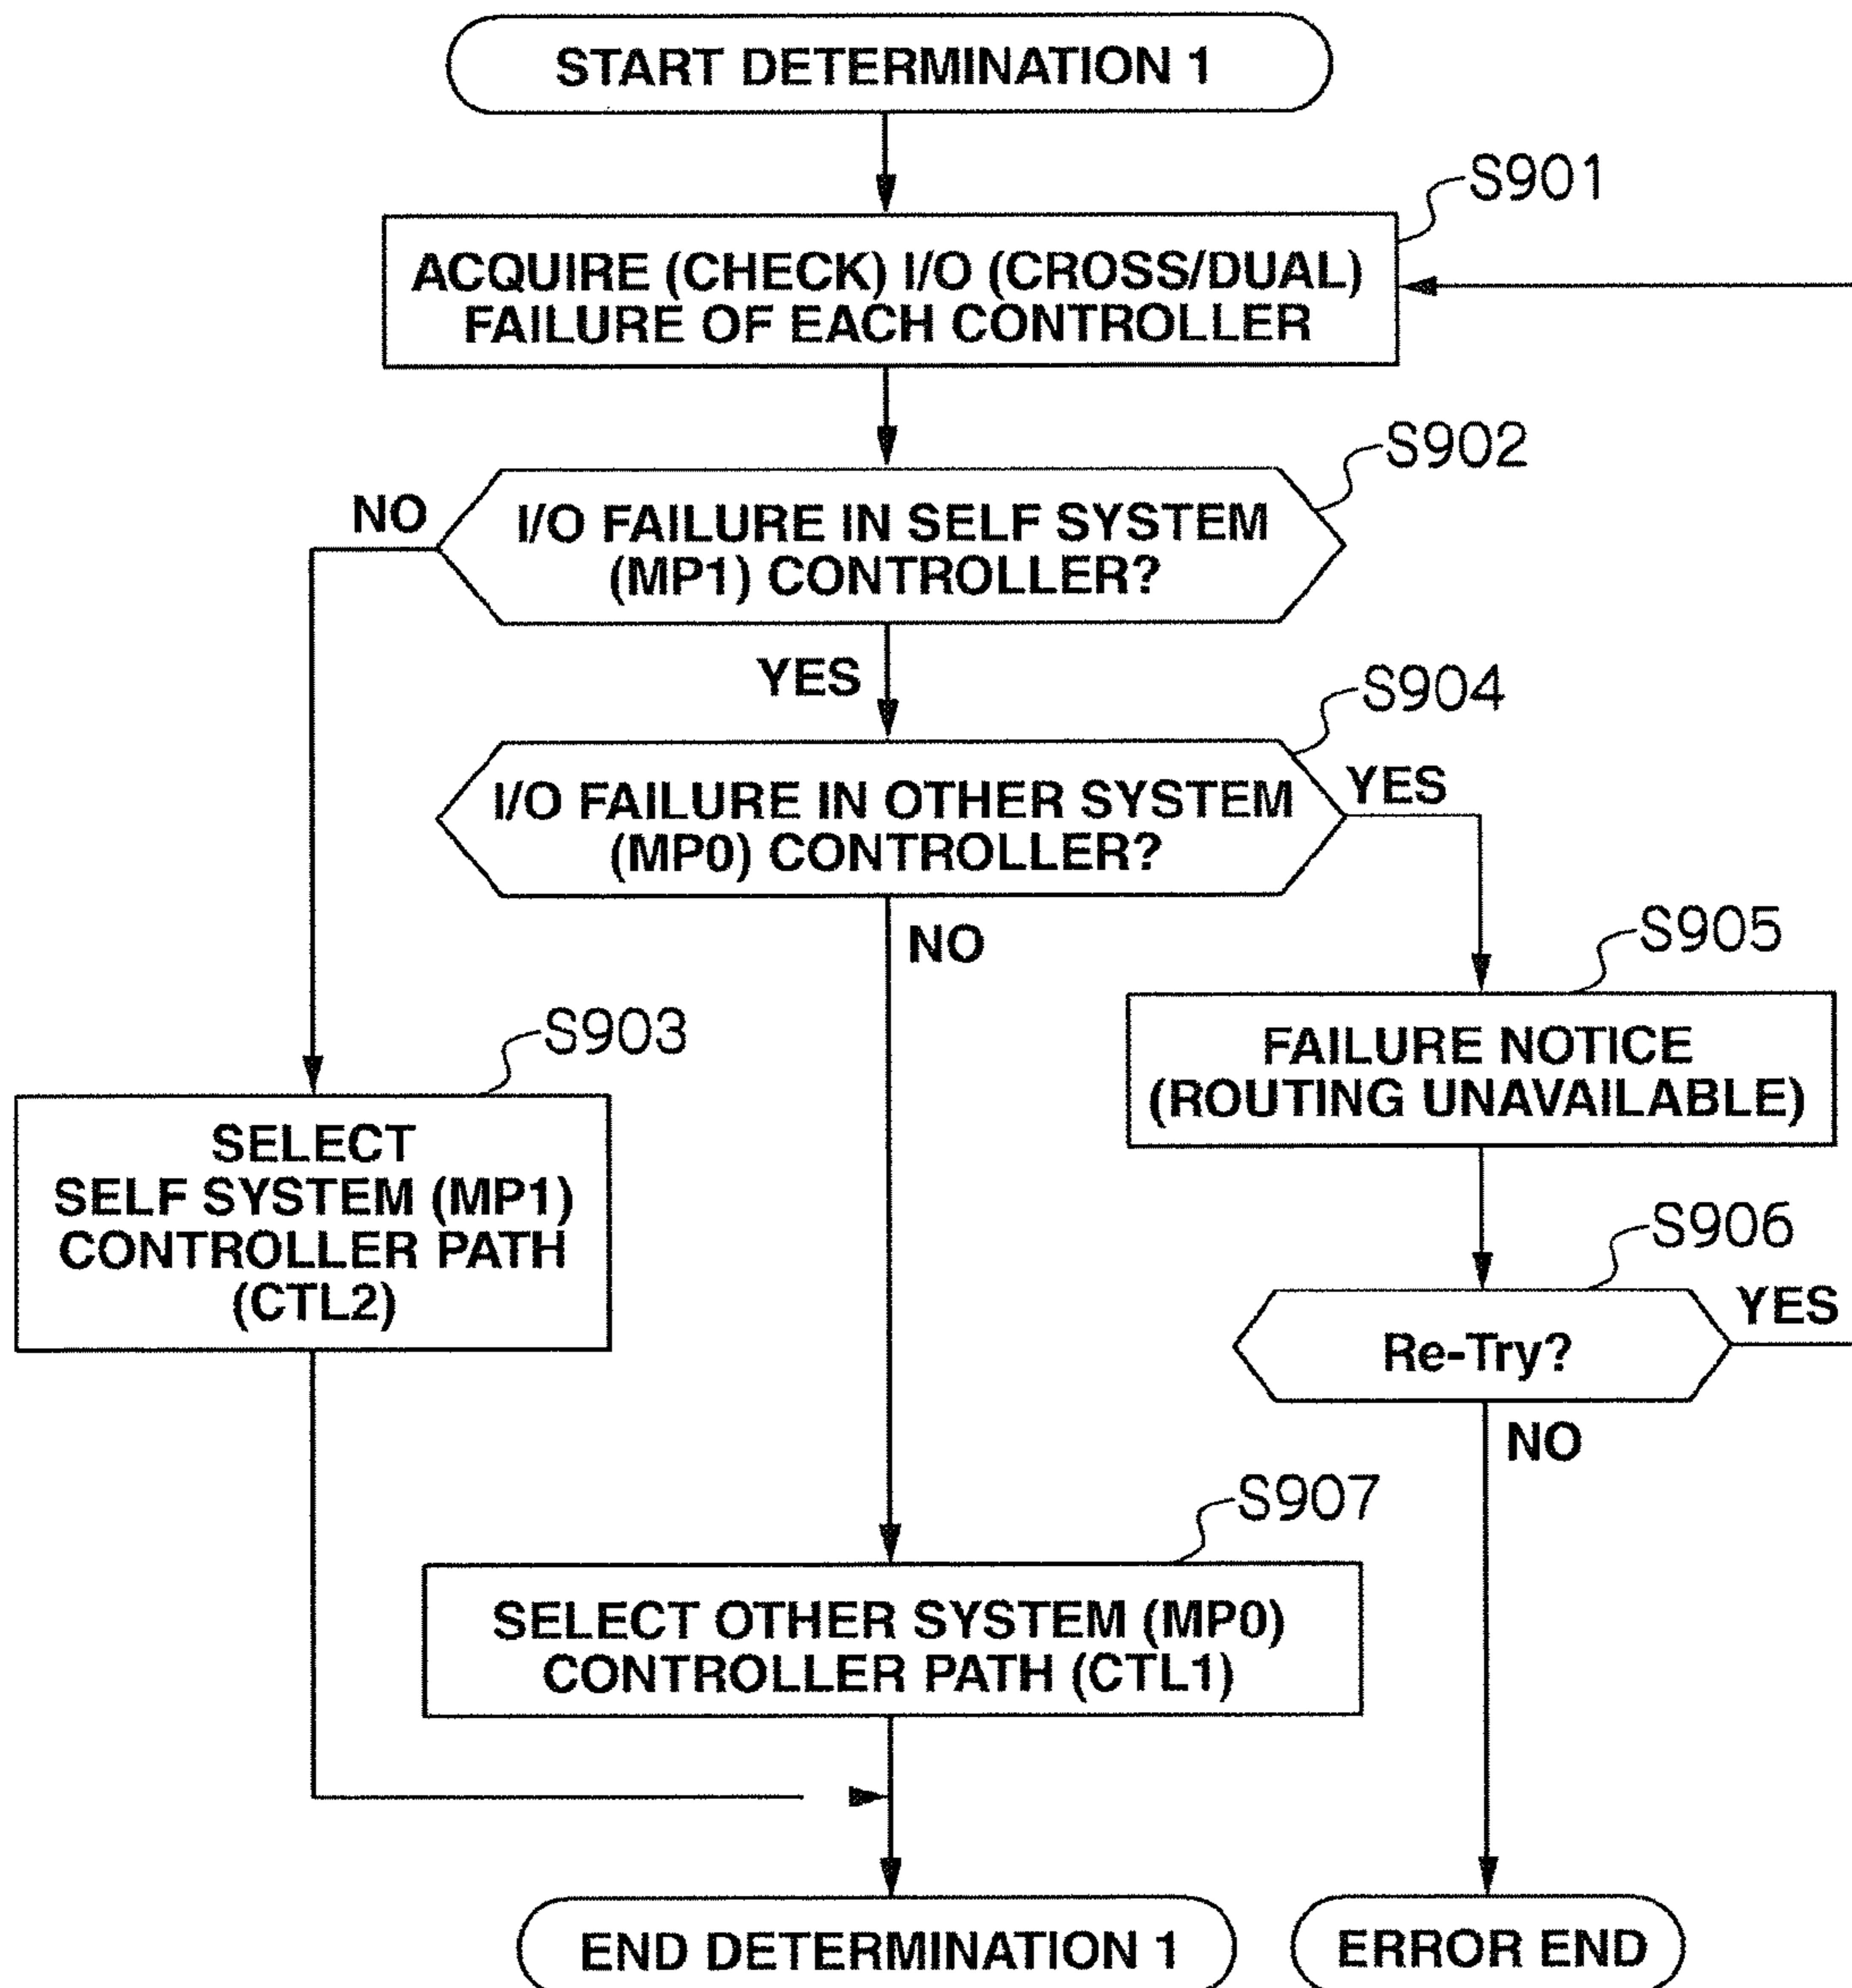 START DETERMINATION 1
S901
ACQUIRE (CHECK) I/O (CROSS/DUAL)
FAILURE OF EACH CONTROLLER
S902
NO
I/O FAILURE IN SELF SYSTEM
(MP1) CONTROLLER?
YES
S904
I/O FAILURE IN OTHER SYSTEM
(MP0) CONTROLLER?
YES
NO
S905
FAILURE NOTICE
(ROUTING UNAVAILABLE)
S903
SELECT
SELF SYSTEM (MP1)
CONTROLLER PATH
(CTL2)
S906
Re-Try?
YES
NO
S907
SELECT OTHER SYSTEM (MP0)
CONTROLLER PATH (CTL1)
END DETERMINATION 1
ERROR END